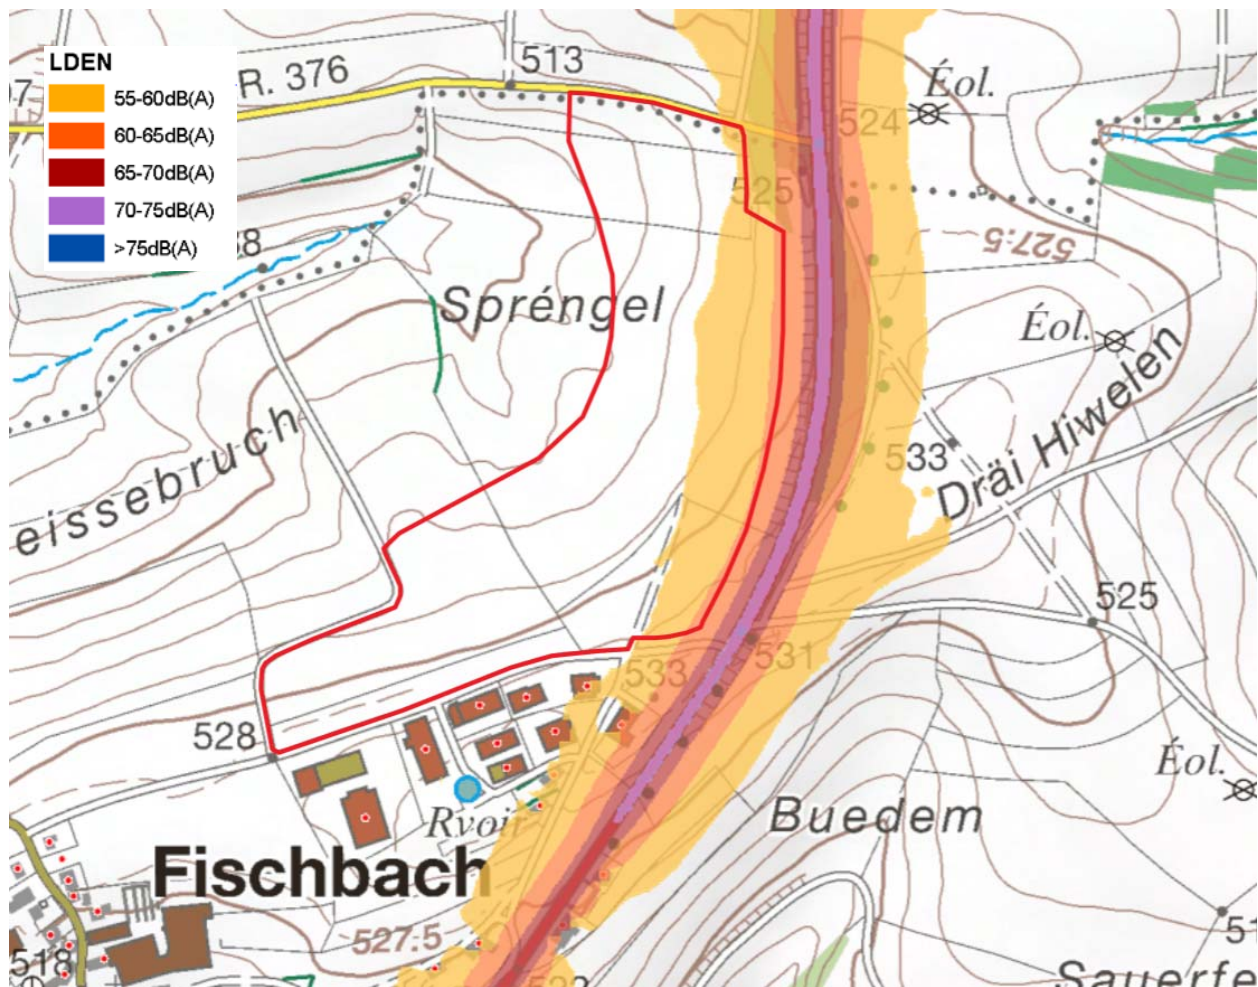 LDEN
55-60dB(A)
60-65dB(A)
65-70dB(A)
70-75dB(A)
>75dB(A)
R. 376
513
Éol.
524
525
527:5
Spréngel
Éol.
eissebruch
533
Dräi Hiwelen
525
533
531
528
Éol.
Rvoir
Buedem
Fischbach
527:5
518
Sauerfe